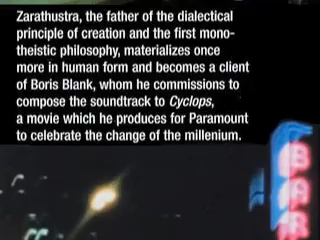 Zarathustra, the father of the dialectical
principle of creation and the first mono-
theistic philosophy, materializes once
more in human form and becomes a client
of Boris Blank, whom he commissions to
compose the soundtrack to Cyclops,
a movie which he produces for Paramount
to celebrate the change of the millenium.
BAR